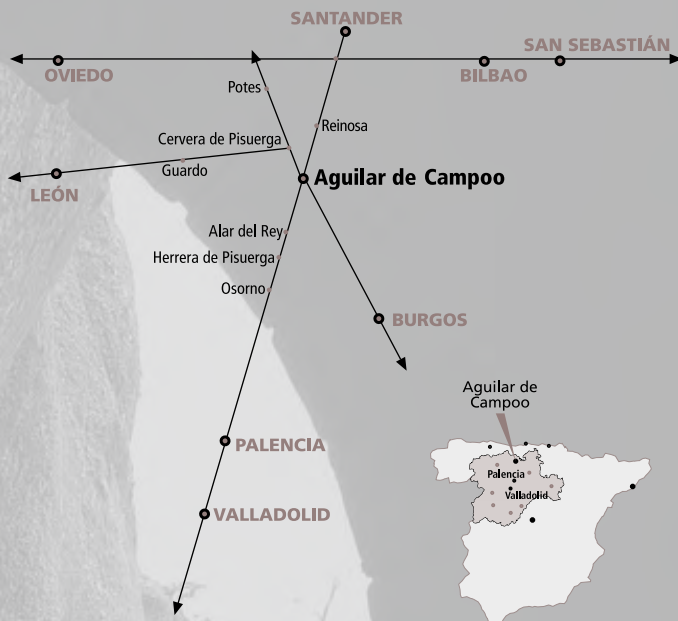 SANTANDER
SAN SEBASTIÁN
OVIEDO
BILBAO
Potes
Reinosa
Cervera de Pisuerga
Guardo
Aguilar de Campoo
LEÓN
Alar del Rey
Herrera de Pisuerga
Osorno
BURGOS
Aguilar de
Campoo
PALENCIA
Palencia
Valladolid
VALLADOLID